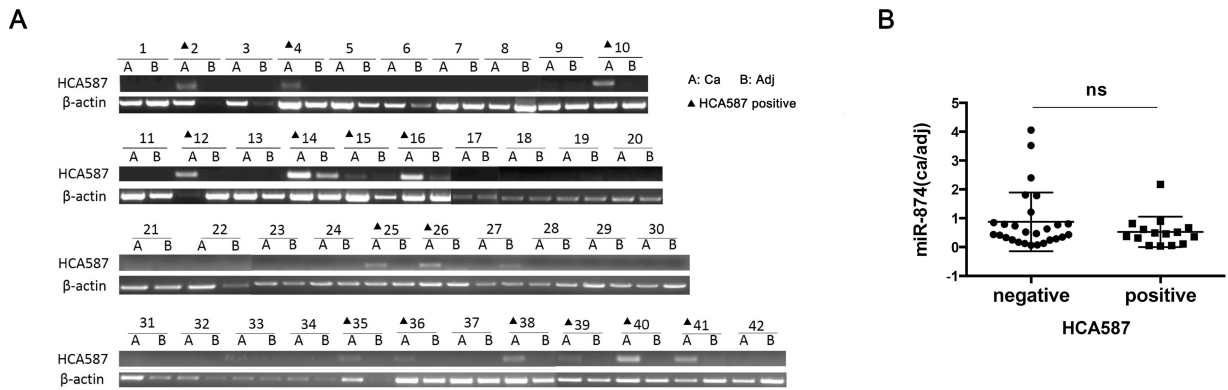 A
1 ▲2 3 ▲4 5 6 7 8 9 ▲10
A B A B A B A B A B A B A B A B A B A B
HCA587
β-actin
A: Ca B: Adj
▲ HCA587 positive
11 ▲12 13 ▲14 ▲15 ▲16 17 18 19 20
A B A B A B A B A B A B A B A B A B A B
HCA587
β-actin
21 22 23 24 ▲25 ▲26 27 28 29 30
A B A B A B A B A B A B A B A B A B A B
HCA587
β-actin
31 32 33 34 ▲35 ▲36 37 ▲38 ▲39 ▲40 ▲41 42
A B A B A B A B A B A B A B A B A B A B A B A B
HCA587
β-actin
B
ns
miR-874(ca/adj)
5
4
3
2
1
0
-1
negative positive
HCA587